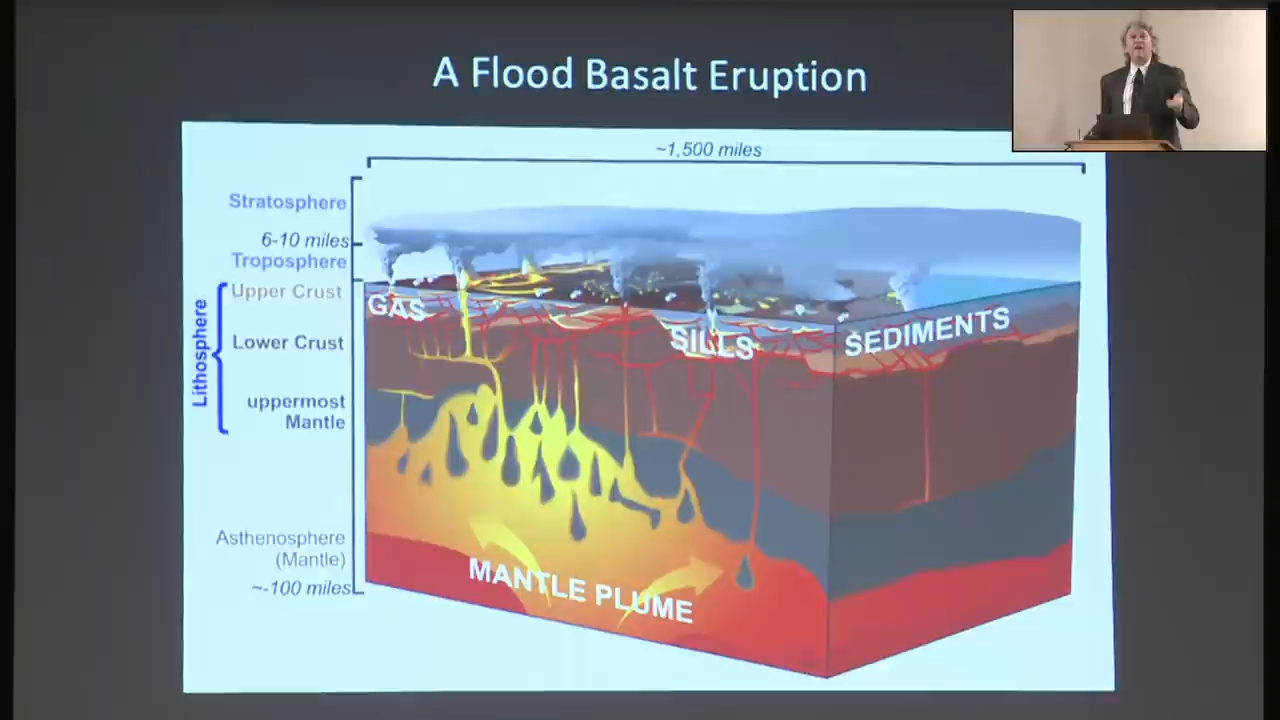 A Flood Basalt Eruption
~1,500 miles
Stratosphere
6-10 miles
Troposphere
Upper Crust
Lower Crust
Lithosphere
uppermost
Mantle
Asthenosphere
(Mantle)
~-100 miles
GAS
SILLS
SEDIMENTS
MANTLE PLUME